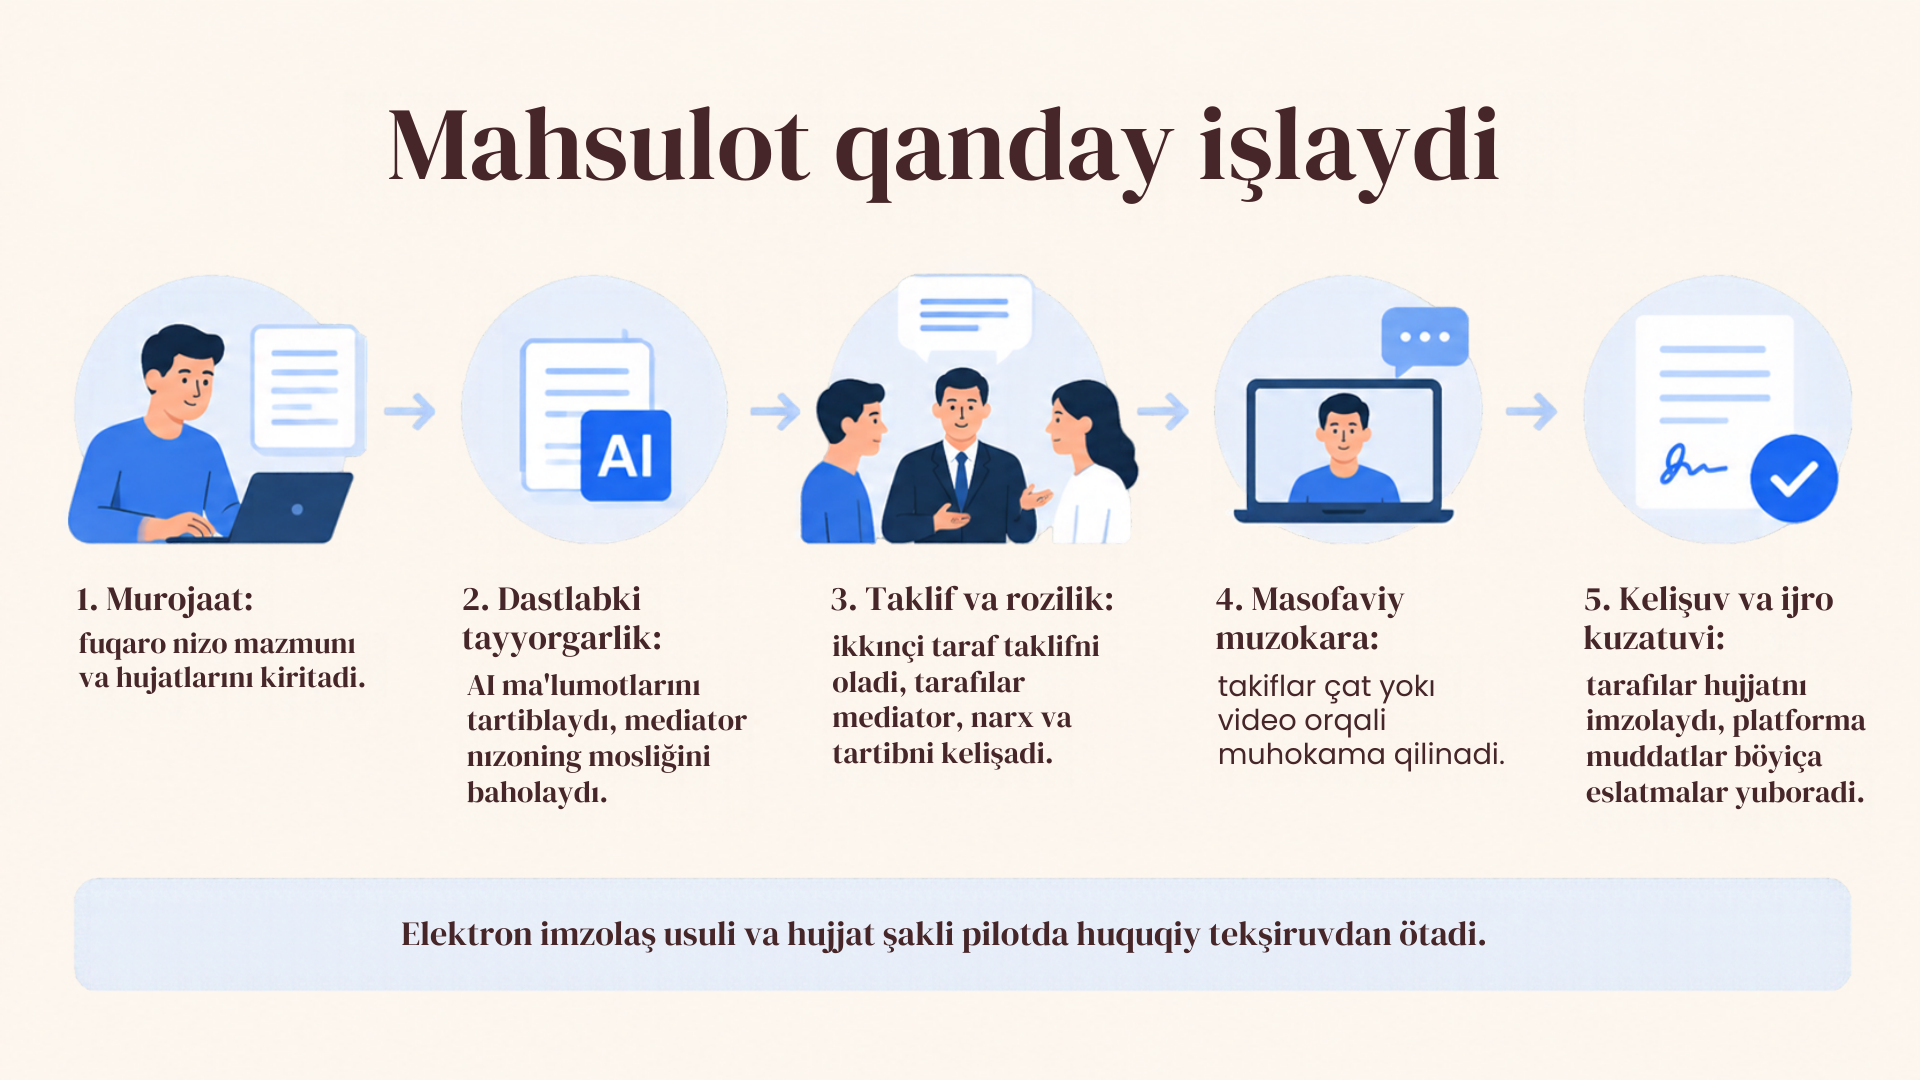 Mahsulot qanday işlaydi
AI
1. Murojaat:
fuqaro nizo mazmunı
va hujatlarını kiritadi.
2. Dastlabki
tayyorgarlik:
AI ma'lumotlarını
tartiblaydı, mediator
nızoning mosliğini
baholaydı.
3. Taklif va rozilik:
ikkınçi taraf taklifni
oladi, tarafılar
mediator, narx va
tartibni kelişadi.
4. Masofaviy
muzokara:
takiflar çat yokı
video orqali
muhokama qilinadi.
5. Kelişuv va ijro
kuzatuvi:
tarafılar hujjatnı
imzolaydı, platforma
muddatlar böyiça
eslatmalar yuboradi.
Elektron imzolaş usuli va hujjat şakli pilotda huquqiy tekşiruvdan ötadi.